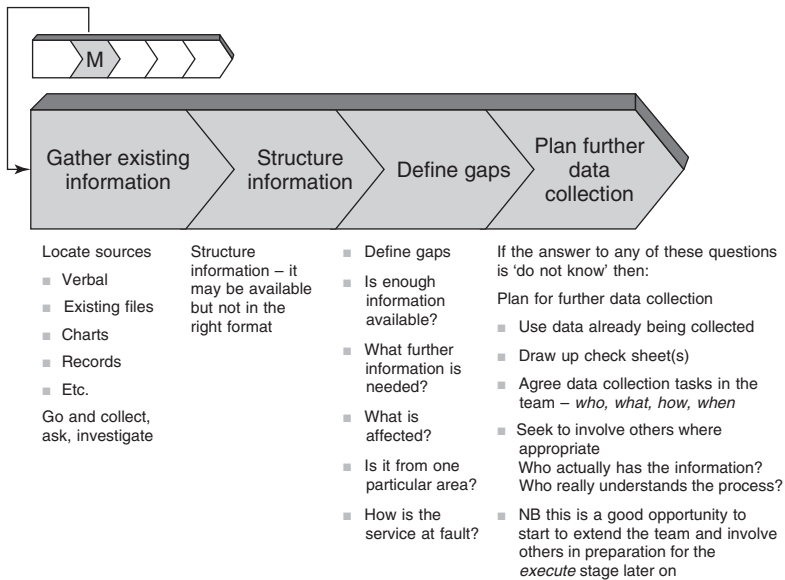 M
Gather existing
information
Structure
information
Define gaps
Plan further
data
collection
Locate sources
■ Verbal
■ Existing files
■ Charts
■ Records
■ Etc.
Go and collect,
ask, investigate
Structure
information – it
may be available
but not in the
right format
■ Define gaps
■ Is enough
information
available?
■ What further
information is
needed?
■ What is
affected?
■ Is it from one
particular area?
■ How is the
service at fault?
If the answer to any of these questions
is ‘do not know’ then:
Plan for further data collection
■ Use data already being collected
■ Draw up check sheet(s)
■ Agree data collection tasks in the
team – who, what, how, when
■ Seek to involve others where
appropriate
Who actually has the information?
Who really understands the process?
■ NB this is a good opportunity to
start to extend the team and involve
others in preparation for the
execute stage later on